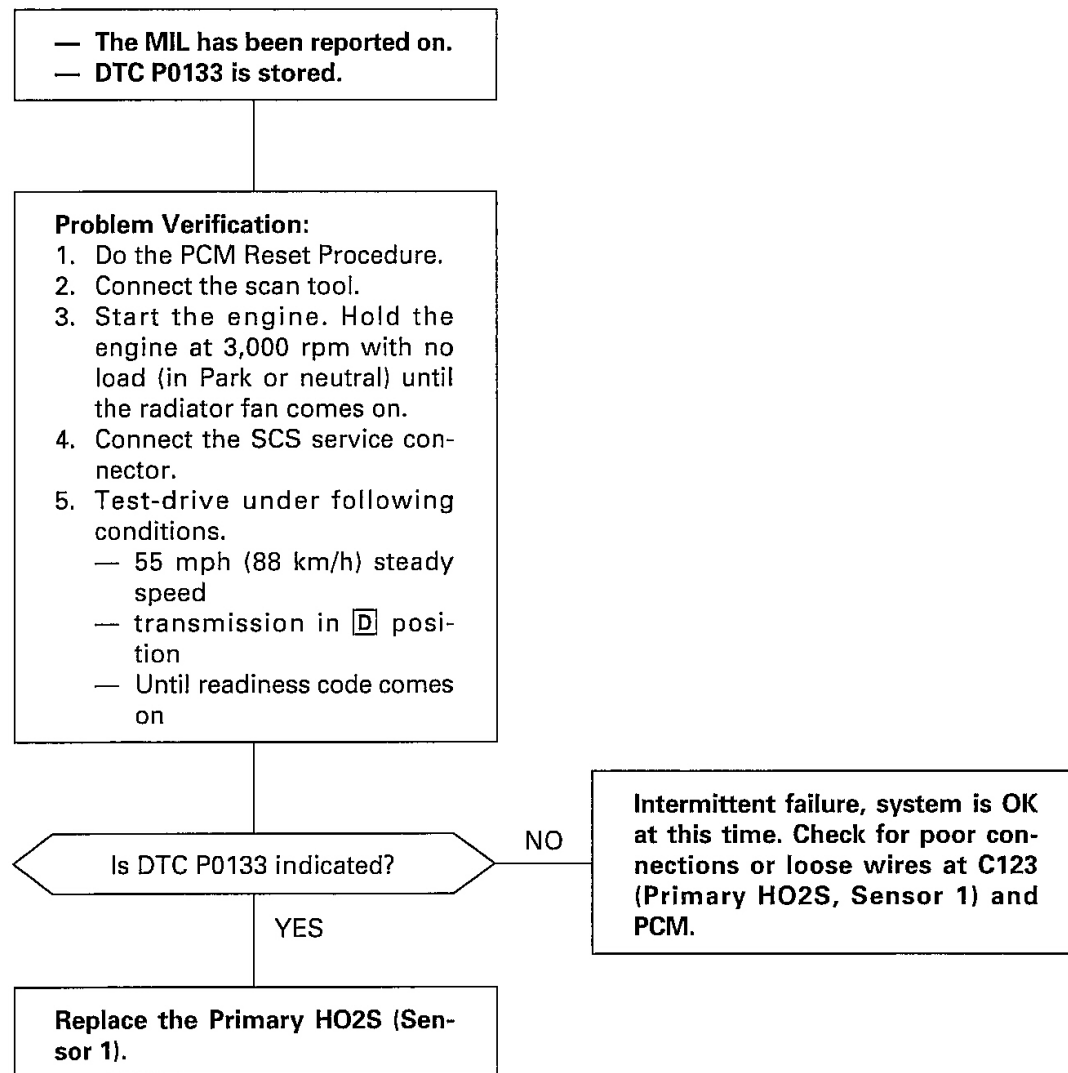 — The MIL has been reported on.
— DTC P0133 is stored.
Problem Verification:
1. Do the PCM Reset Procedure.
2. Connect the scan tool.
3. Start the engine. Hold the
engine at 3,000 rpm with no
load (in Park or neutral) until
the radiator fan comes on.
4. Connect the SCS service con-
nector.
5. Test-drive under following
conditions.
— 55 mph (88 km/h) steady
speed
— transmission in D posi-
tion
— Until readiness code comes
on
Is DTC P0133 indicated?
NO
Intermittent failure, system is OK
at this time. Check for poor con-
nections or loose wires at C123
(Primary HO2S, Sensor 1) and
PCM.
YES
Replace the Primary HO2S (Sen-
sor 1).